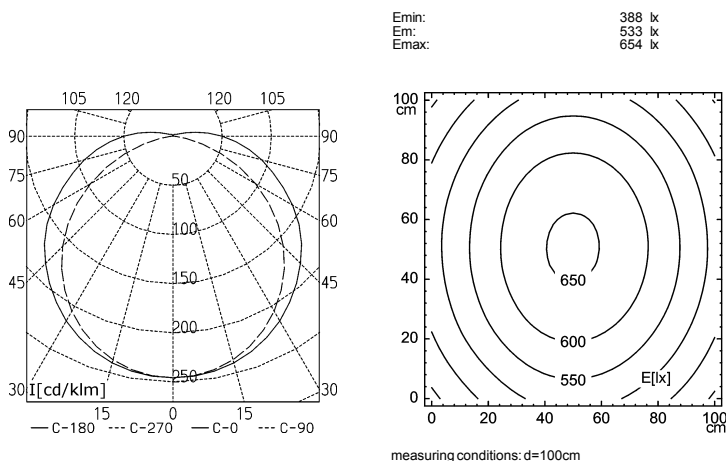 Emin: 388 lx
Em: 533 lx
Emax: 654 lx
105 120 120 105
90 90
75 75
60 60
45 45
30 30
50
100
150
200
250
I[cd/klm]
15 0 15
C-180 C-270 C-0 C-90
100
cm
80
60
40
20
0
650
600
550
E[lx]
0 20 40 60 80 100
cm
measuring conditions: d=100cm